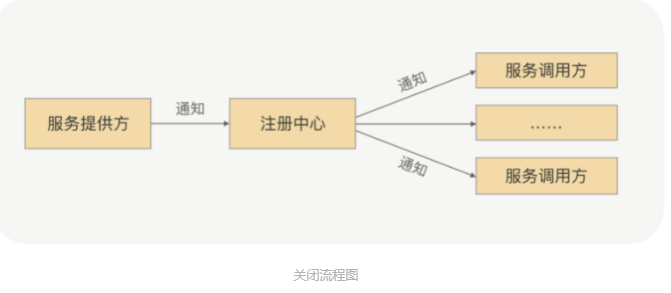 服务提供方
通知
注册中心
通知
服务调用方
……
通知
服务调用方
关闭流程图